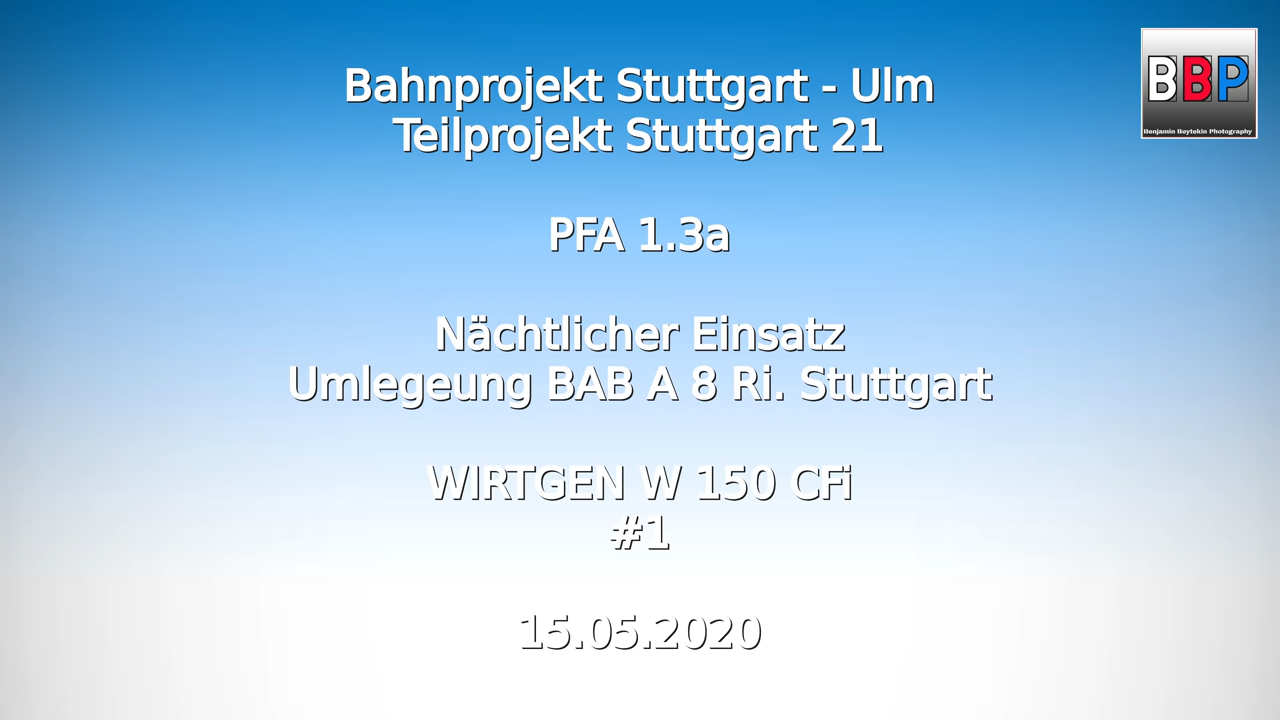 Bahnprojekt Stuttgart - Ulm
Teilprojekt Stuttgart 21
PFA 1.3a
Nächtlicher Einsatz
Umlegeung BAB A 8 Ri. Stuttgart
WIRTGEN W 150 CFi
#1
15.05.2020
BBP
Benjamin Beytekin Photography